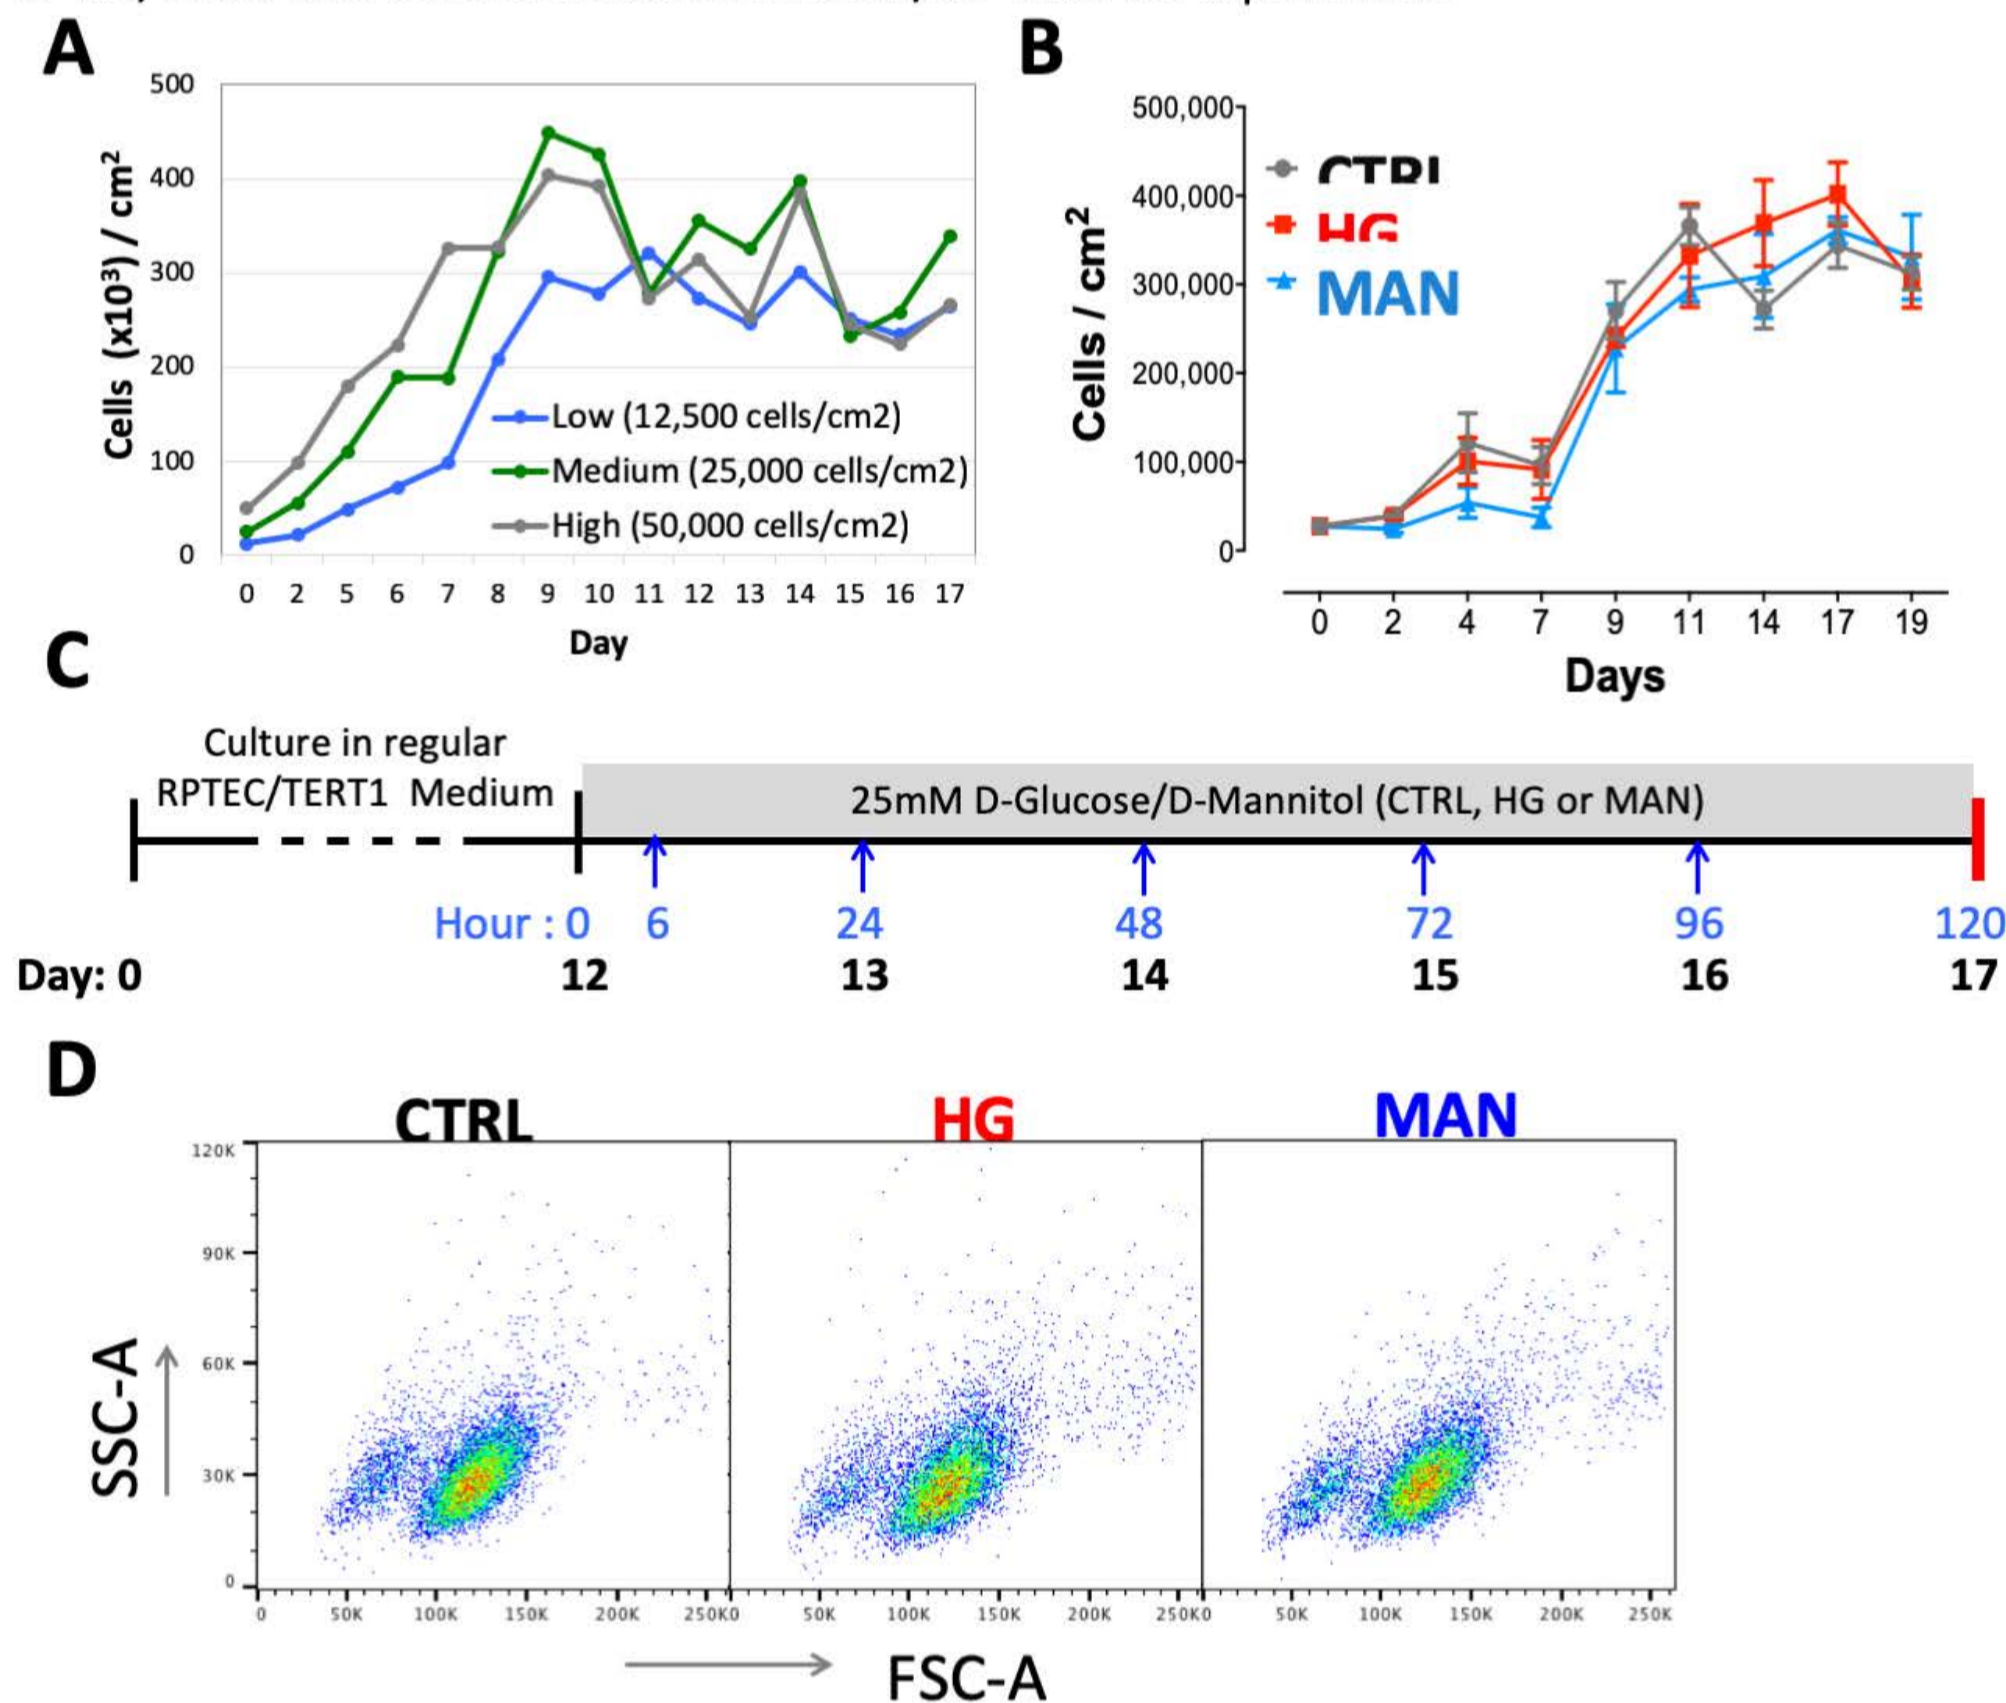 A
500
400
300
200
100
0
Cells (x10³) / cm²
Low (12,500 cells/cm2)
Medium (25,000 cells/cm2)
High (50,000 cells/cm2)
0 2 5 6 7 8 9 10 11 12 13 14 15 16 17
Day
B
500,000
400,000
300,000
200,000
100,000
0
Cells / cm²
CTRL
HG
MAN
0 2 4 7 9 11 14 17 19
Days
C
Culture in regular
RPTEC/TERT1 Medium
25mM D-Glucose/D-Mannitol (CTRL, HG or MAN)
Hour : 0 6 24 48 72 96 120
Day: 0 12 13 14 15 16 17
D
CTRL HG MAN
120K
90K
60K
30K
0
SSC-A
0 50K 100K 150K 200K 250K 0 50K 100K 150K 200K 250K 0 50K 100K 150K 200K 250K
FSC-A